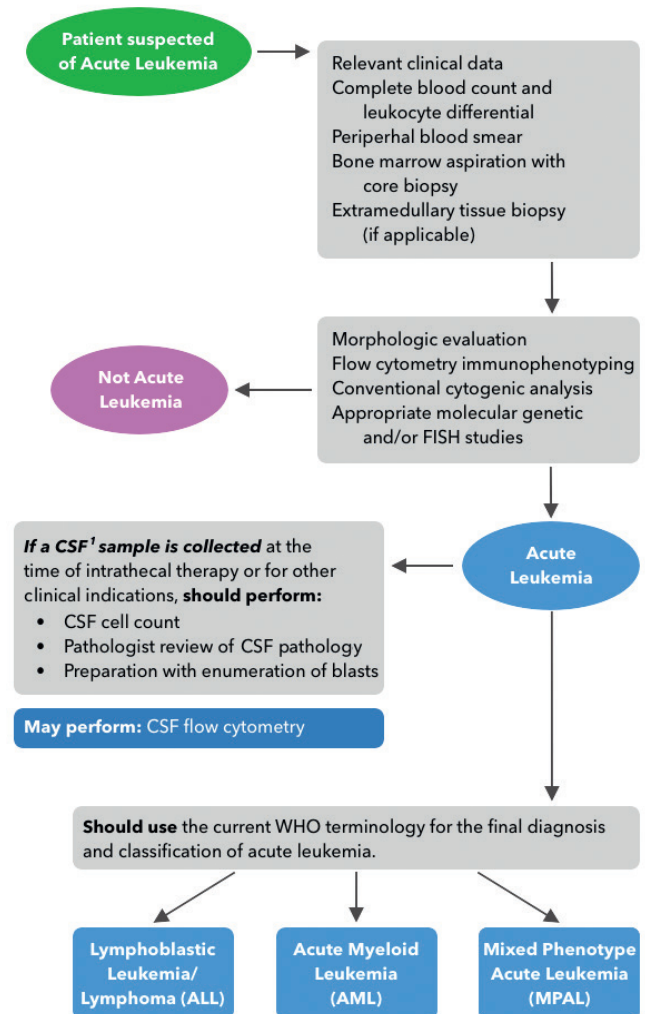 Patient suspected
of Acute Leukemia
Relevant clinical data
Complete blood count and
leukocyte differential
Periperhal blood smear
Bone marrow aspiration with
core biopsy
Extramedullary tissue biopsy
(if applicable)
Not Acute
Leukemia
Morphologic evaluation
Flow cytometry immunophenotyping
Conventional cytogenic analysis
Appropriate molecular genetic
and/or FISH studies
If a CSF¹ sample is collected at the
time of intrathecal therapy or for other
clinical indications, should perform:
• CSF cell count
• Pathologist review of CSF pathology
• Preparation with enumeration of blasts
Acute
Leukemia
May perform: CSF flow cytometry
Should use the current WHO terminology for the final diagnosis
and classification of acute leukemia.
Lymphoblastic
Leukemia/
Lymphoma (ALL)
Acute Myeloid
Leukemia
(AML)
Mixed Phenotype
Acute Leukemia
(MPAL)